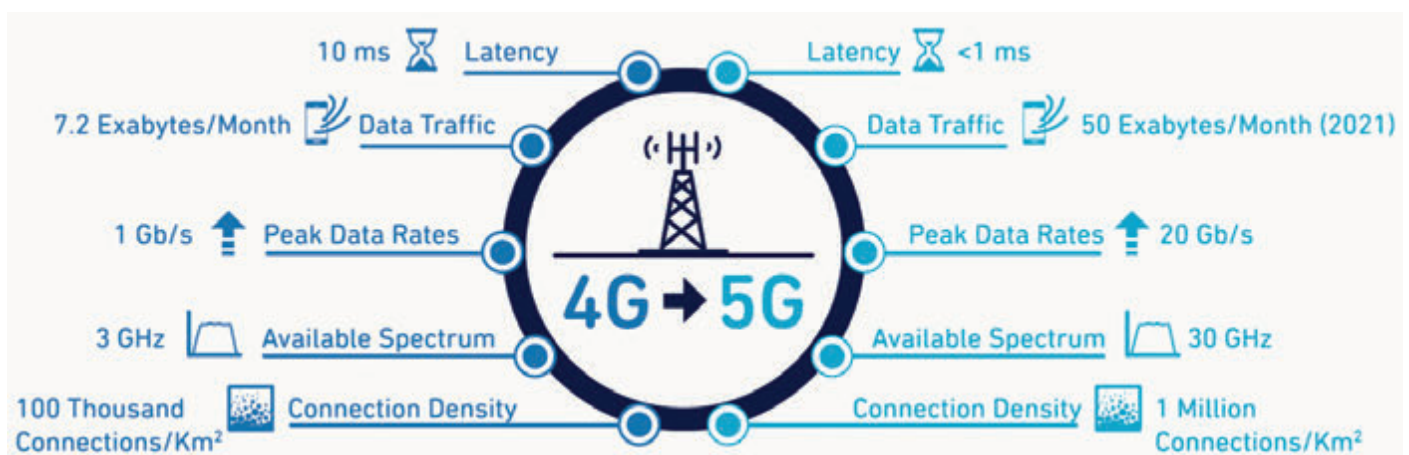 10 ms Latency
Latency <1 ms
7.2 Exabytes/Month Data Traffic
Data Traffic 50 Exabytes/Month (2021)
1 Gb/s Peak Data Rates
Peak Data Rates 20 Gb/s
4G 5G
3 GHz Available Spectrum
Available Spectrum 30 GHz
100 Thousand
Connections/Km²
Connection Density
Connection Density
1 Million
Connections/Km²